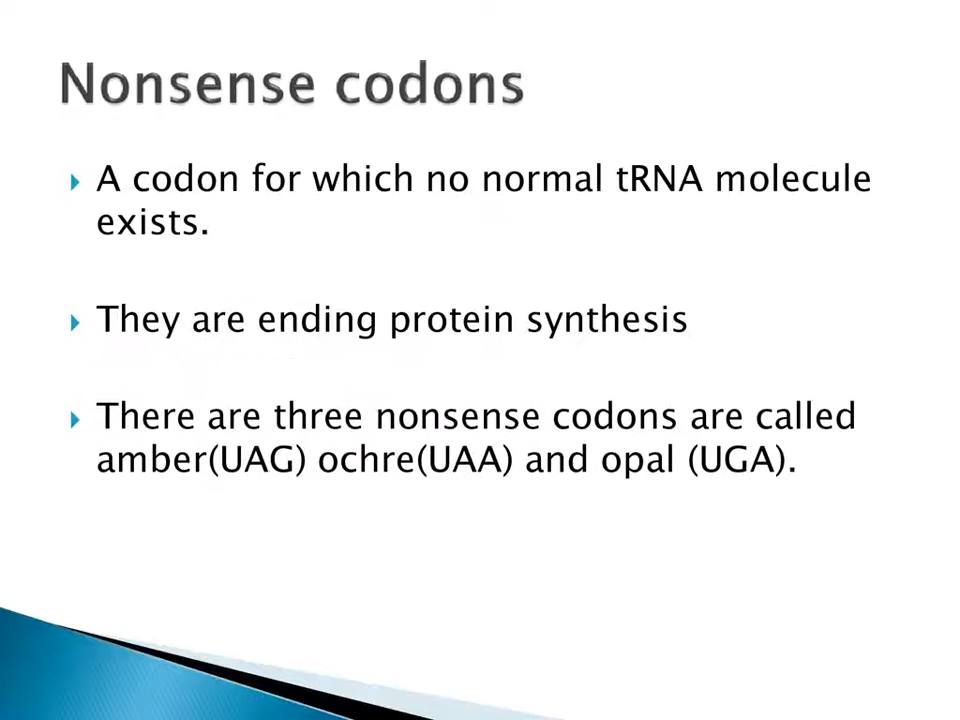 Nonsense codons
A codon for which no normal tRNA molecule
exists.
They are ending protein synthesis
There are three nonsense codons are called
amber(UAG) ochre(UAA) and opal (UGA).